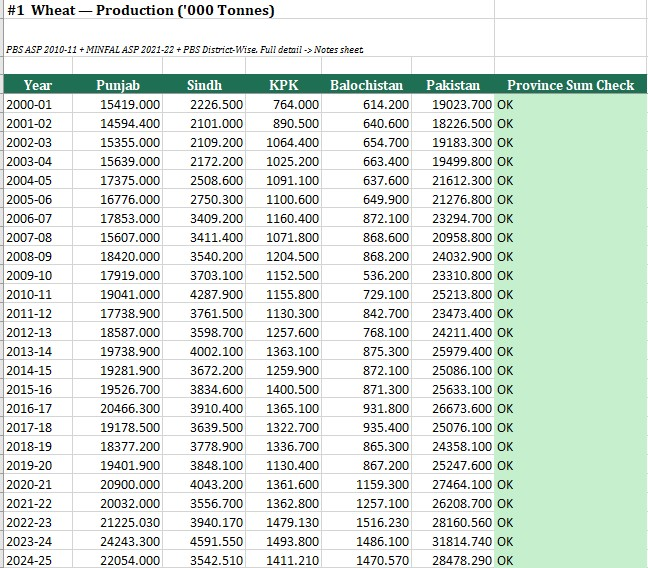 #1 Wheat — Production ('000 Tonnes)
PBS ASP 2010-11 + MINFAL ASP 2021-22 + PBS District-Wise. Full detail -> Notes sheet.
Year Punjab Sindh KPK Balochistan Pakistan Province Sum Check
2000-01 15419.000 2226.500 764.000 614.200 19023.700 OK
2001-02 14594.400 2101.000 890.500 640.600 18226.500 OK
2002-03 15355.000 2109.200 1064.400 654.700 19183.300 OK
2003-04 15639.000 2172.200 1025.200 663.400 19499.800 OK
2004-05 17375.000 2508.600 1091.100 637.600 21612.300 OK
2005-06 16776.000 2750.300 1100.600 649.900 21276.800 OK
2006-07 17853.000 3409.200 1160.400 872.100 23294.700 OK
2007-08 15607.000 3411.400 1071.800 868.600 20958.800 OK
2008-09 18420.000 3540.200 1204.500 868.200 24032.900 OK
2009-10 17919.000 3703.100 1152.500 536.200 23310.800 OK
2010-11 19041.000 4287.900 1155.800 729.100 25213.800 OK
2011-12 17738.900 3761.500 1130.300 842.700 23473.400 OK
2012-13 18587.000 3598.700 1257.600 768.100 24211.400 OK
2013-14 19738.900 4002.100 1363.100 875.300 25979.400 OK
2014-15 19281.900 3672.200 1259.900 872.100 25086.100 OK
2015-16 19526.700 3834.600 1400.500 871.300 25633.100 OK
2016-17 20466.300 3910.400 1365.100 931.800 26673.600 OK
2017-18 19178.500 3639.500 1322.700 935.400 25076.100 OK
2018-19 18377.200 3778.900 1336.700 865.300 24358.100 OK
2019-20 19401.900 3848.100 1130.400 867.200 25247.600 OK
2020-21 20900.000 4043.200 1361.600 1159.300 27464.100 OK
2021-22 20032.000 3556.700 1362.800 1257.100 26208.700 OK
2022-23 21225.030 3940.170 1479.130 1516.230 28160.560 OK
2023-24 24243.300 4591.550 1493.800 1486.100 31814.740 OK
2024-25 22054.000 3542.510 1411.210 1470.570 28478.290 OK